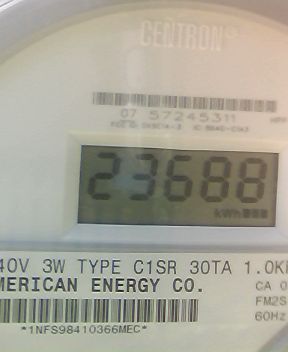 CENTRON®
07 57245311
23688
kWh
40V 3W TYPE C1SR 30TA 1.0K
MERICAN ENERGY CO.
CA 0
FM2S
60Hz
*1NFS98410366MEC*